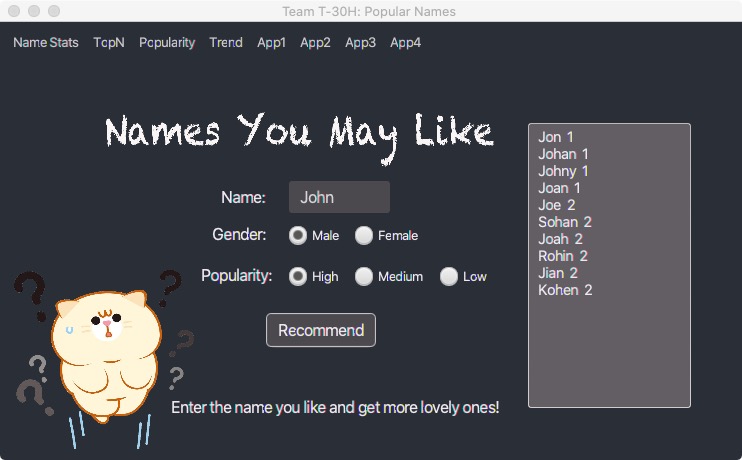 Team T-30H: Popular Names
Name Stats TopN Popularity Trend App1 App2 App3 App4
Names You May Like
Name: John
Gender: Male Female
Popularity: High Medium Low
Recommend
Enter the name you like and get more lovely ones!
Jon 1
Johan 1
Johny 1
Joan 1
Joe 2
Sohan 2
Joah 2
Rohin 2
Jian 2
Kohen 2
? ? ? ? ? ?